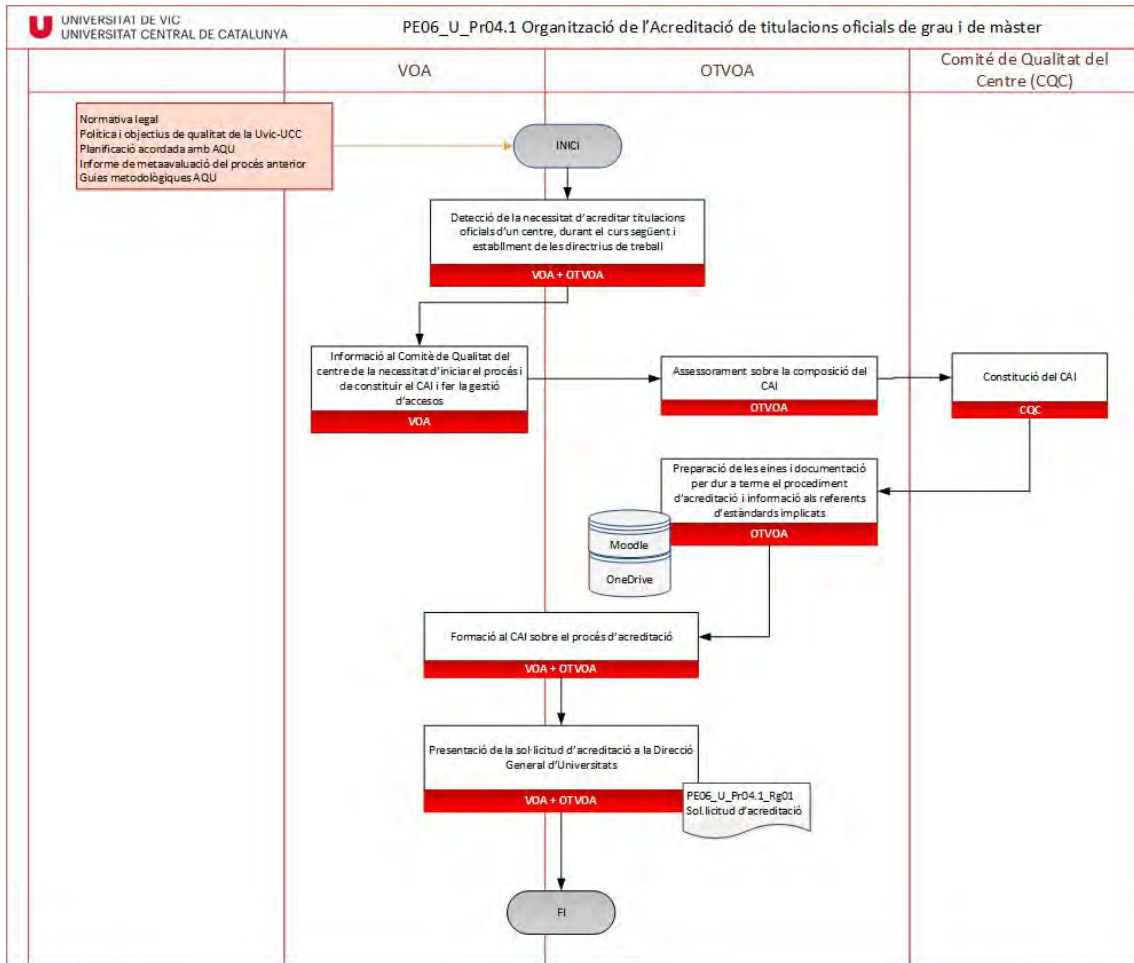 UNIVERSITAT DE VIC
UNIVERSITAT CENTRAL DE CATALUNYA
PE06_U_Pr04.1 Organització de l'Acreditació de titulacions oficials de grau i de màster
VOA
OTVOA
Comité de Qualitat del
Centre (CQC)
Normativa legal
Política i objectius de qualitat de la Uvic-UCC
Planificació acordada amb AQU
Informe de metaavaluació del procés anterior
Guies metodològiques AQU
INICI
Detecció de la necessitat d'acreditar titulacions
oficials d'un centre, durant el curs següent i
establment de les directrius de treball
VOA + OTVOA
Informació al Comitè de Qualitat del
centre de la necessitat d'iniciar el procés i
de constituir el CAI i fer la gestió
d'accesos
VOA
Assessorament sobre la composició del
CAI
OTVOA
Constitució del CAI
CQC
Preparació de les eines i documentació
per dur a terme el procediment
d'acreditació i informació als referents
d'estàndards implicats
OTVOA
Moodle
OneDrive
Formació al CAI sobre el procés d'acreditació
VOA + OTVOA
Presentació de la sol·licitud d'acreditació a la Direcció
General d'Universitats
VOA + OTVOA
PE06_U_Pr04.1_Rg01
Sol.licitud d'acreditació
FI